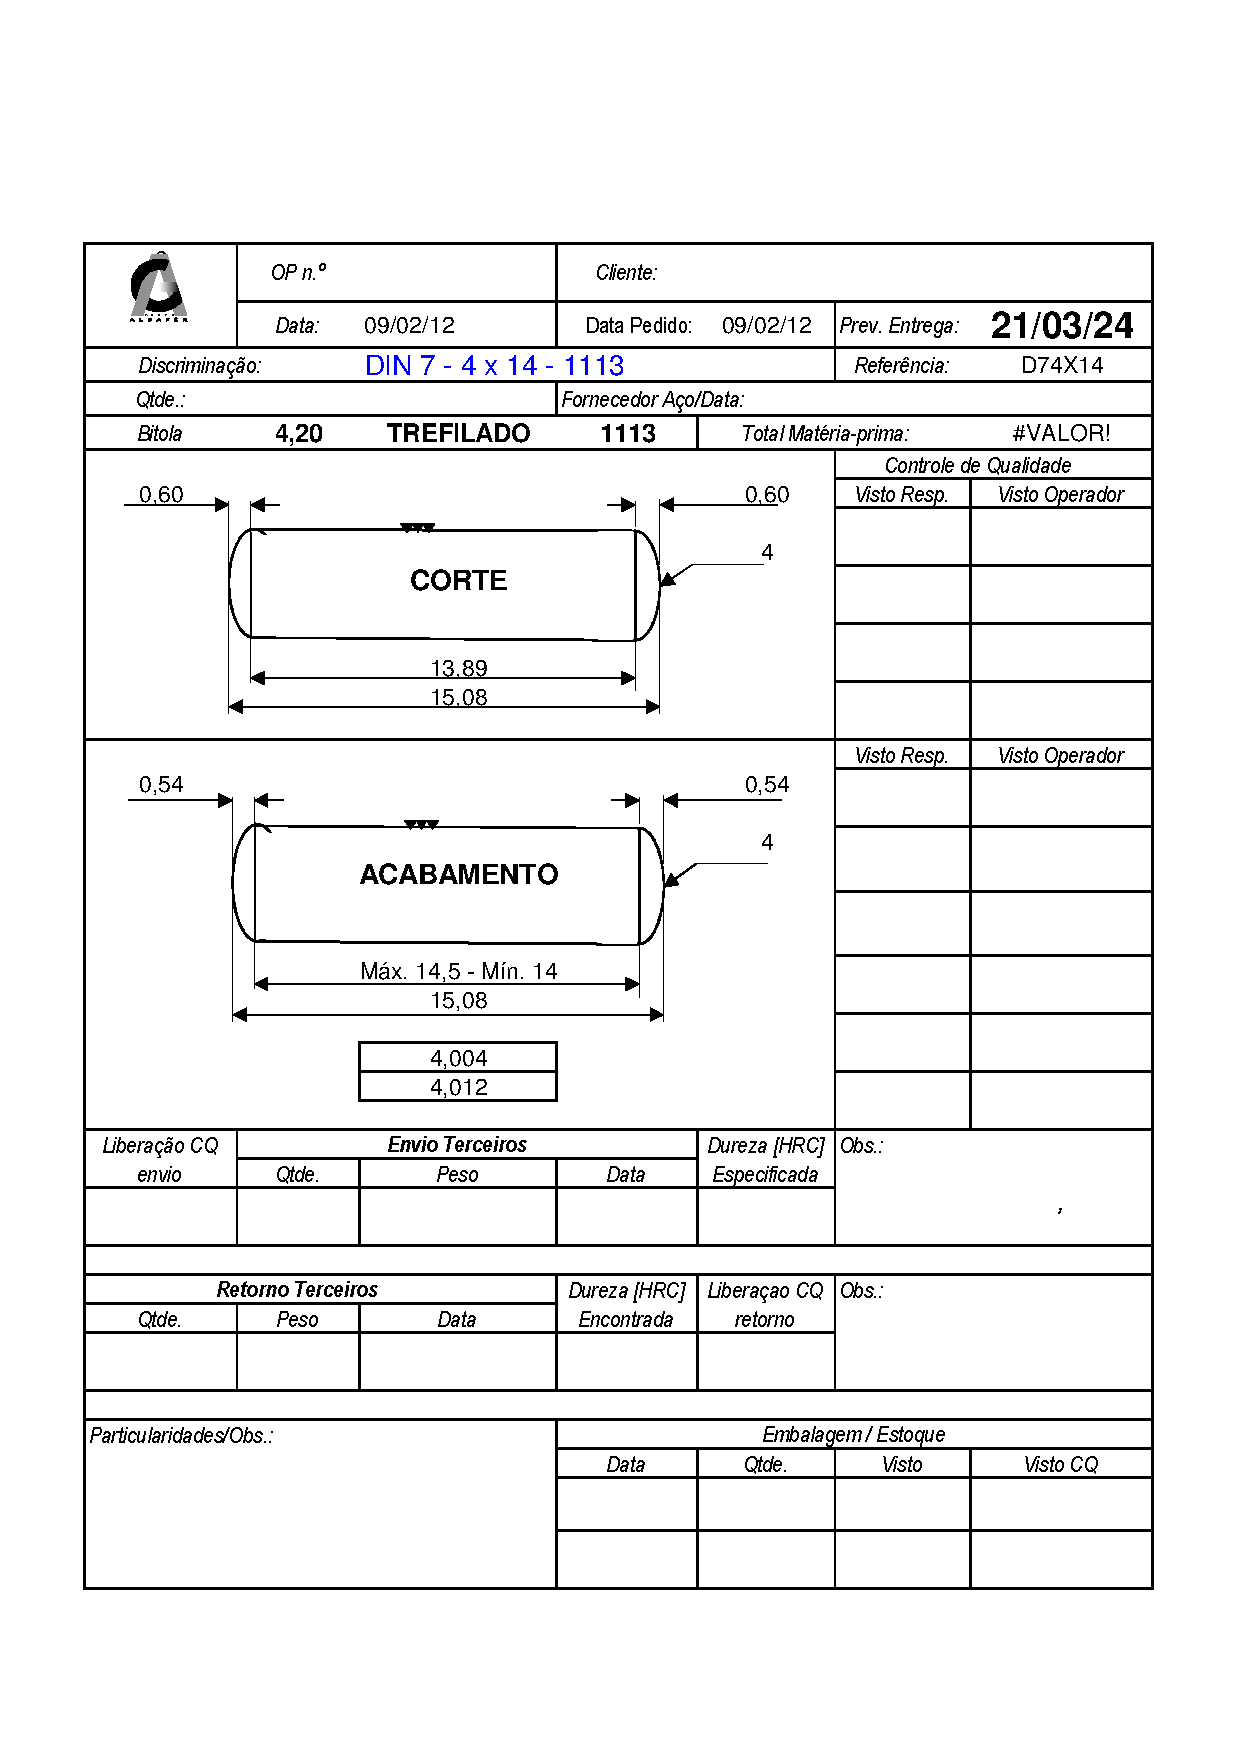 ALBAFER
OP n.º Cliente:
Data: 09/02/12 Data Pedido: 09/02/12 Prev. Entrega: 21/03/24
Discriminação: DIN 7 - 4 x 14 - 1113 Referência: D74X14
Qtde.: Fornecedor Aço/Data:
Bitola 4,20 TREFILADO 1113 Total Matéria-prima: #VALOR!
Controle de Qualidade
0,60 0,60 Visto Resp. Visto Operador
4
CORTE
13,89
15,08
Visto Resp. Visto Operador
0,54 0,54
4
ACABAMENTO
Máx. 14,5 - Mín. 14
15,08
4,004
4,012
Liberação CQ Envio Terceiros Dureza [HRC] Obs.:
envio Qtde. Peso Data Especificada
,
Retorno Terceiros Dureza [HRC] Liberaçao CQ Obs.:
Qtde. Peso Data Encontrada retorno
Particularidades/Obs.: Embalagem / Estoque
Data Qtde. Visto Visto CQ